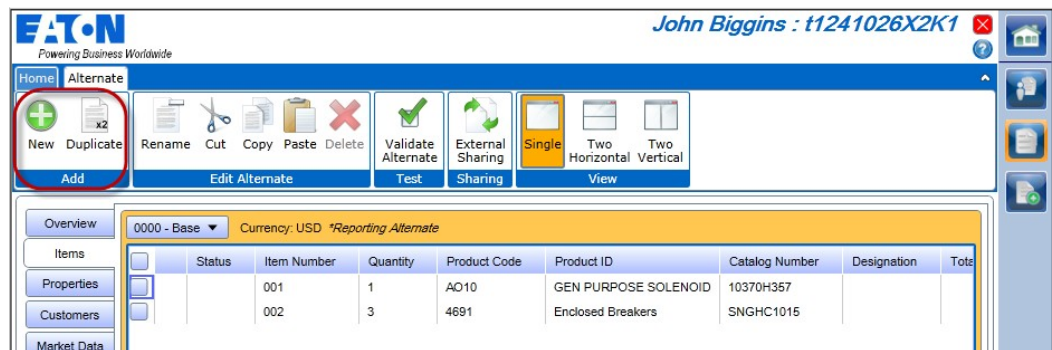 EATON
Powering Business Worldwide
John Biggins : t1241026X2K1
?
Home Alternate
x2
New Duplicate Rename Cut Copy Paste Delete Validate Alternate External Sharing Single Two Horizontal Two Vertical
Add Edit Alternate Test Sharing View
Overview
0000 - Base Currency: USD *Reporting Alternate
Items
Status Item Number Quantity Product Code Product ID Catalog Number Designation Tota
Properties
001 1 AO10 GEN PURPOSE SOLENOID 10370H357
Customers
002 3 4691 Enclosed Breakers SNGHC1015
Market Data